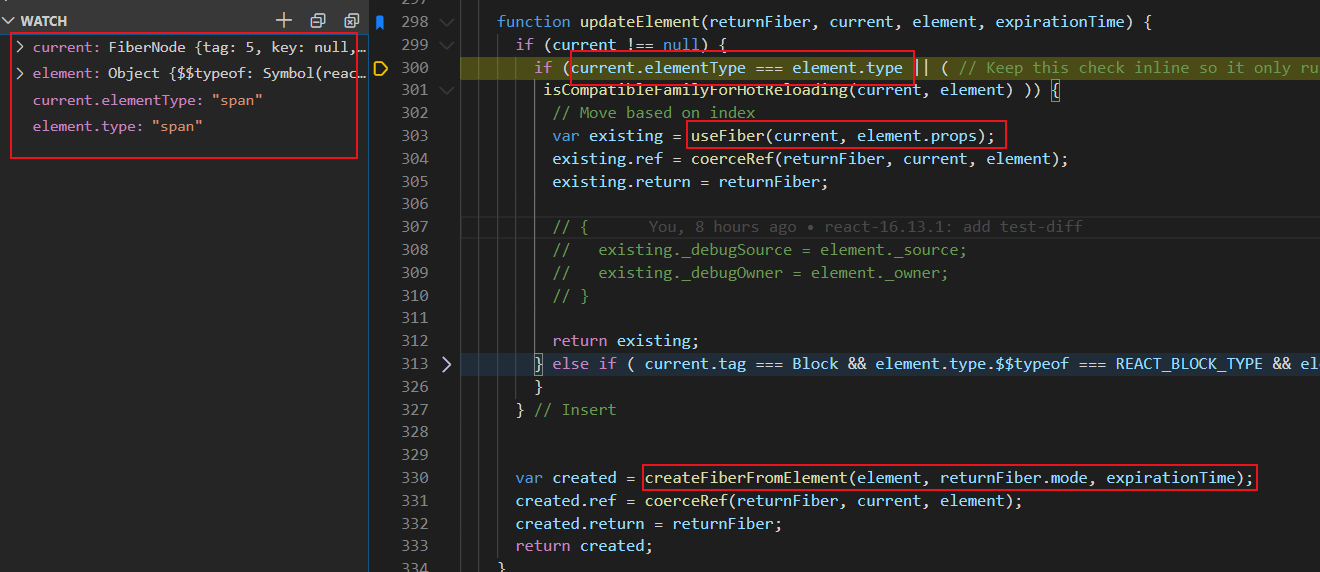 WATCH
current: FiberNode {tag: 5, key: null,…
element: Object {$$typeof: Symbol(reac…
current.elementType: "span"
element.type: "span"
297
298 function updateElement(returnFiber, current, element, expirationTime) {
299 if (current !== null) {
300 if (current.elementType === element.type || ( // Keep this check inline so it only ru
301 isCompatibleFamilyForHotReloading(current, element) )) {
302 // Move based on index
303 var existing = useFiber(current, element.props);
304 existing.ref = coerceRef(returnFiber, current, element);
305 existing.return = returnFiber;
306
307 // { You, 8 hours ago • react-16.13.1: add test-diff
308 // existing._debugSource = element._source;
309 // existing._debugOwner = element._owner;
310 // }
311
312 return existing;
313 } else if ( current.tag === Block && element.type.$$typeof === REACT_BLOCK_TYPE && el
326 }
327 } // Insert
328
329
330 var created = createFiberFromElement(element, returnFiber.mode, expirationTime);
331 created.ref = coerceRef(returnFiber, current, element);
332 created.return = returnFiber;
333 return created;
334 }